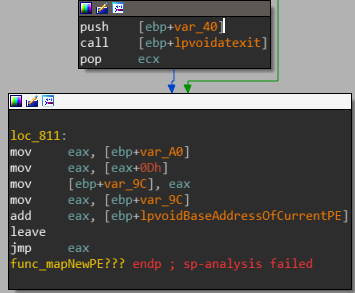 push [ebp+var_40]
call [ebp+lpvoidatexit]
pop ecx
loc_811:
mov eax, [ebp+var_A0]
mov eax, [eax+0Dh]
mov [ebp+var_9C], eax
mov eax, [ebp+var_9C]
add eax, [ebp+lpvoidBaseAddressOfCurrentPE]
leave
jmp eax
func_mapNewPE??? endp ; sp-analysis failed